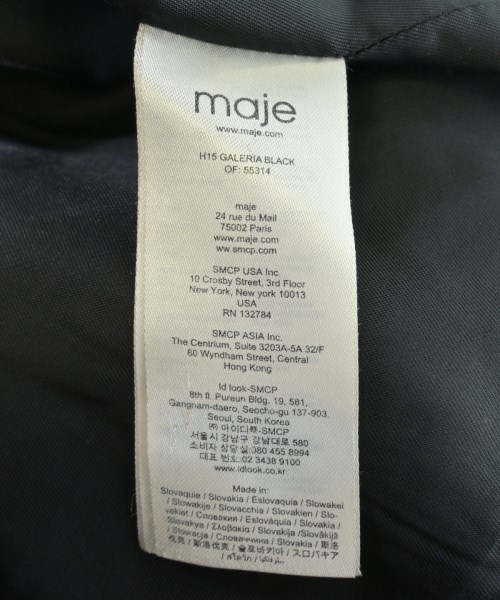 maje
www.maje.com
H15 GALERIA BLACK
OF: 55314
maje
24 rue du Mail
75002 Paris
www.maje.com
ww.smcp.com
SMCP USA Inc.
10 Crosby Street, 3rd Floor
New York, New york 10013
USA
RN 132784
SMCP ASIA Inc.
The Centrium, Suite 3203A-5A 32/F
60 Wyndham Street, Central
Hong Kong
Id look-SMCP
8th fl. Pureun Bldg. 19, 581,
Gangnam-daero, Seocho-gu 137-903,
Seoul, South Korea
㈜ 아이디룩-SMCP
서울시 강남구 강남대로 580
소비자 상담실:080 455 8994
대표 번호: 02 3438 9100
www.idlook.co.kr
Made in:
Slovaquie / Slovakia / Eslovaquia / Slowakei
/ Slowakije / Slovacchia / Slovakien / Slo-
vakiet / Словакия / Eslováquia / Slovakia /
Slovakya / Σλοβακία / Slovakija /Slovākijā
/ Słowacja / Словаччина / Slovakia / 斯洛
伐克 / 斯洛伐克 / 슬로바키아 / スロバキア